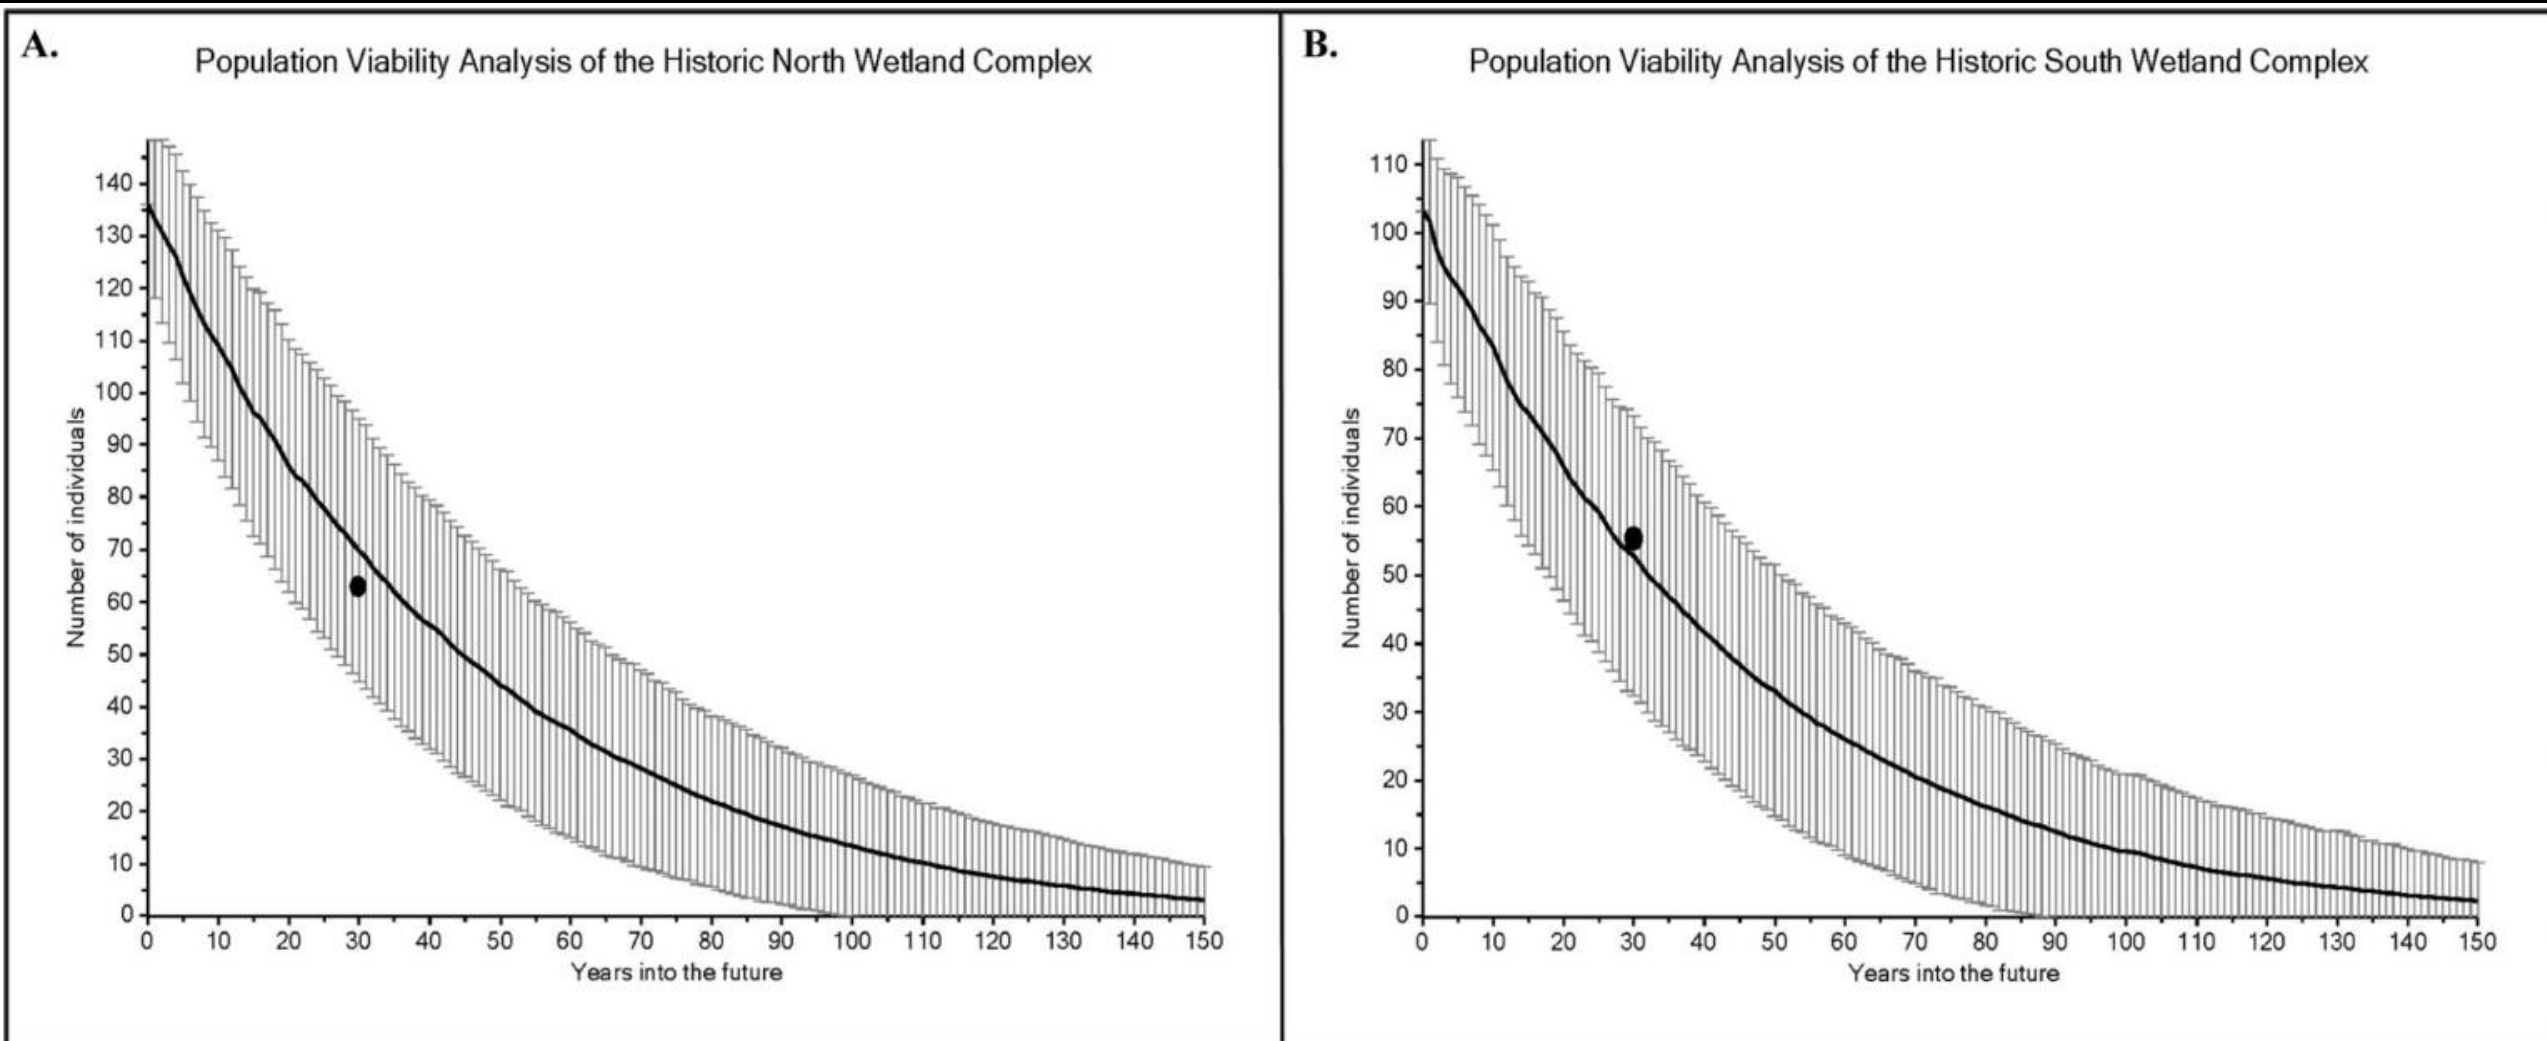 A.
Population Viability Analysis of the Historic North Wetland Complex
140
130
120
110
100
90
80
70
60
50
40
30
20
10
0
Number of individuals
0 10 20 30 40 50 60 70 80 90 100 110 120 130 140 150
Years into the future
B.
Population Viability Analysis of the Historic South Wetland Complex
110
100
90
80
70
60
50
40
30
20
10
0
Number of individuals
0 10 20 30 40 50 60 70 80 90 100 110 120 130 140 150
Years into the future